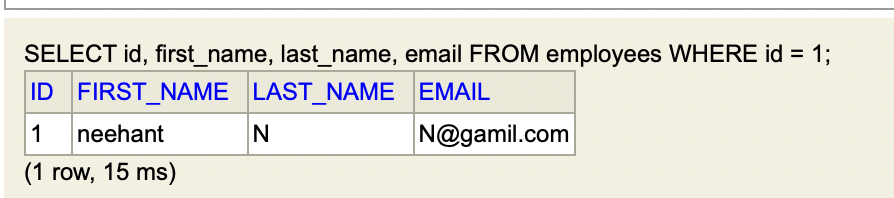 SELECT id, first_name, last_name, email FROM employees WHERE id = 1;
ID FIRST_NAME LAST_NAME EMAIL
1 neehant N N@gamil.com
(1 row, 15 ms)